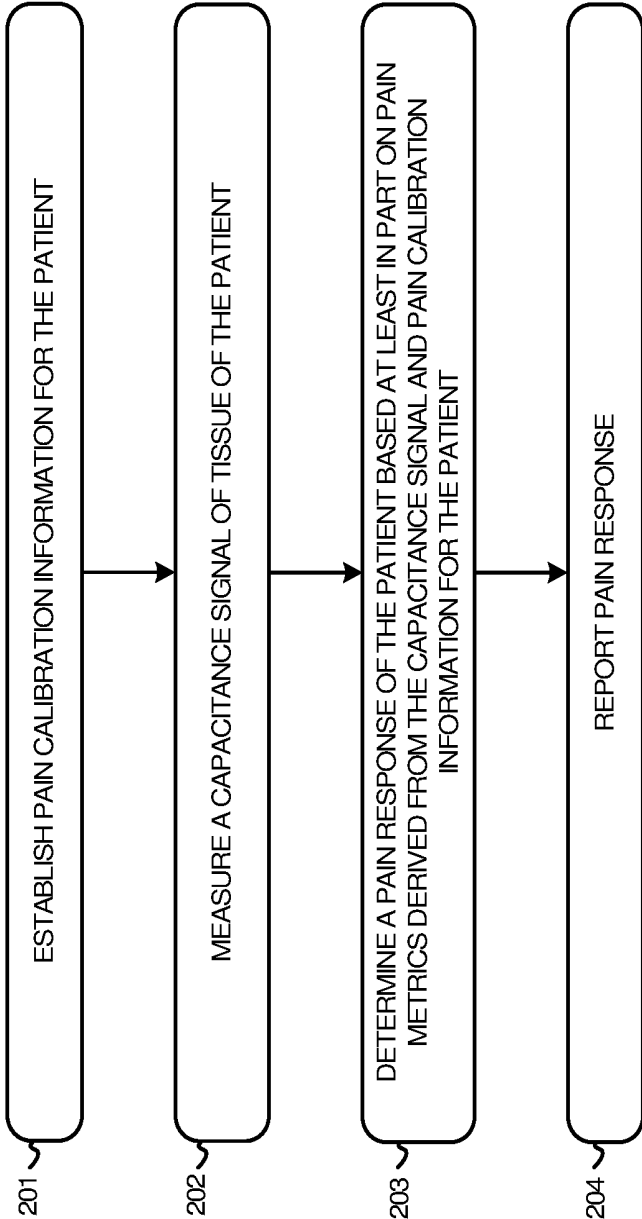 201
ESTABLISH PAIN CALIBRATION INFORMATION FOR THE PATIENT
202
MEASURE A CAPACITANCE SIGNAL OF TISSUE OF THE PATIENT
203
DETERMINE A PAIN RESPONSE OF THE PATIENT BASED AT LEAST IN PART ON PAIN
METRICS DERIVED FROM THE CAPACITANCE SIGNAL AND PAIN CALIBRATION
INFORMATION FOR THE PATIENT
204
REPORT PAIN RESPONSE